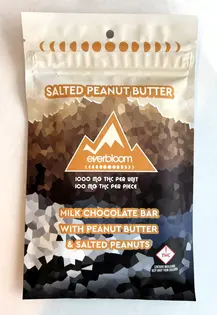 SALTED PEANUT BUTTER
everbloom
1000 MG THC PER UNIT
100 MG THC PER PIECE
MILK CHOCOLATE BAR
WITH PEANUT BUTTER
& SALTED PEANUTS
THC